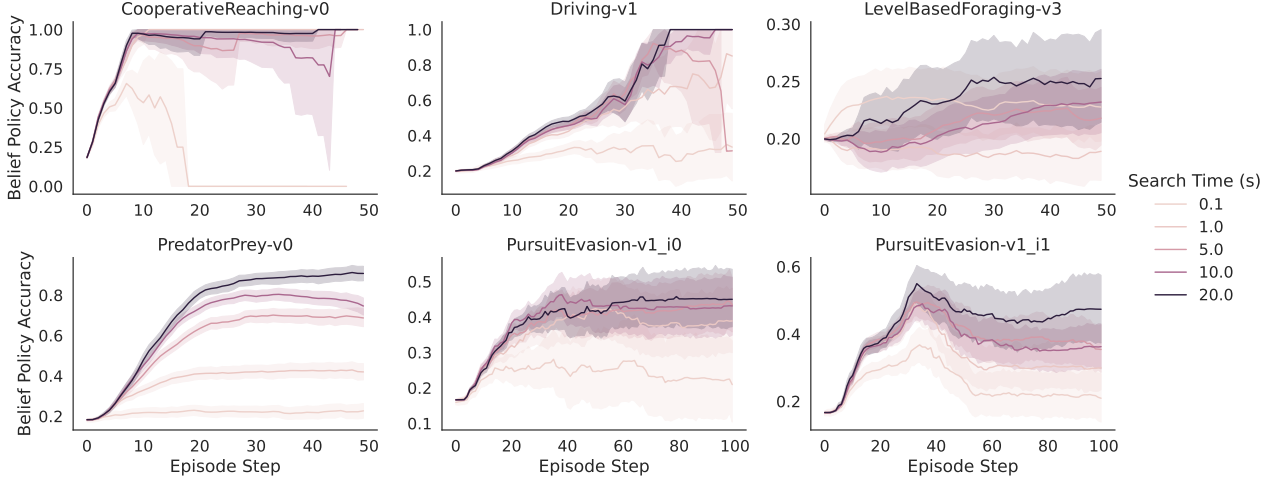 CooperativeReaching-v0
Driving-v1
LevelBasedForaging-v3
Belief Policy Accuracy
1.00
0.75
0.50
0.25
0.00
0 10 20 30 40 50
1.0
0.8
0.6
0.4
0.2
0 10 20 30 40 50
0.30
0.25
0.20
0 10 20 30 40 50
Search Time (s)
0.1
1.0
5.0
10.0
20.0
PredatorPrey-v0
PursuitEvasion-v1_i0
PursuitEvasion-v1_i1
Belief Policy Accuracy
0.8
0.6
0.4
0.2
0 10 20 30 40 50
Episode Step
0.5
0.4
0.3
0.2
0.1
0 20 40 60 80 100
Episode Step
0.6
0.4
0.2
0 20 40 60 80 100
Episode Step